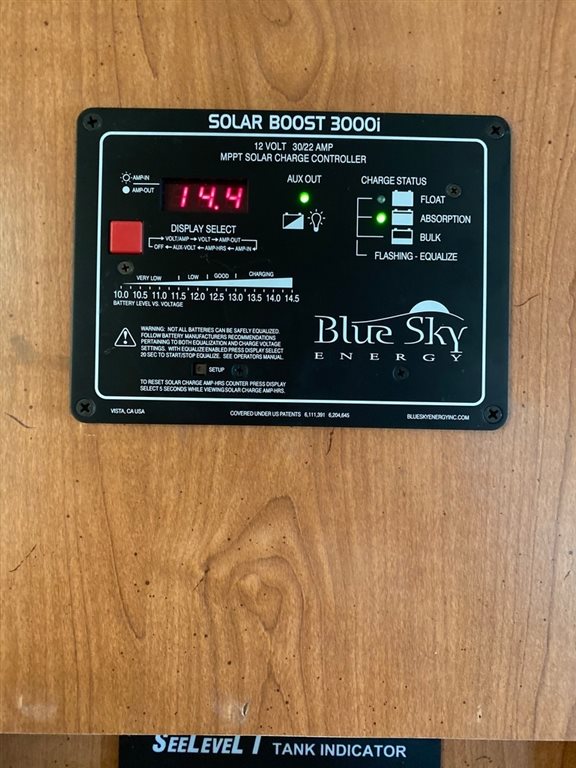 SOLAR BOOST 3000i
12 VOLT 30/22 AMP
MPPT SOLAR CHARGE CONTROLLER
AMP-IN
AMP-OUT
14.4
AUX OUT
CHARGE STATUS
FLOAT
ABSORPTION
BULK
FLASHING - EQUALIZE
DISPLAY SELECT
VOLT/AMP → VOLT → AMP-OUT
OFF ← AUX-VOLT ← AMP-HRS ← AMP-IN
VERY LOW LOW GOOD CHARGING
10.0 10.5 11.0 11.5 12.0 12.5 13.0 13.5 14.0 14.5
BATTERY LEVEL VS. VOLTAGE
Blue Sky
ENERGY
WARNING: NOT ALL BATTERIES CAN BE SAFELY EQUALIZED.
FOLLOW BATTERY MANUFACTURERS RECOMMENDATIONS
PERTAINING TO BOTH EQUALIZATION AND CHARGE VOLTAGE
SETTINGS. WITH EQUALIZE ENABLED PRESS DISPLAY SELECT
20 SEC TO START/STOP EQUALIZE. SEE OPERATORS MANUAL.
SETUP
TO RESET SOLAR CHARGE AMP-HRS COUNTER PRESS DISPLAY
SELECT 5 SECONDS WHILE VIEWING SOLAR CHARGE AMP-HRS.
VISTA, CA USA
COVERED UNDER US PATENTS 6,111,391 6,204,645
BLUESKYENERGYINC.COM
SEELEVEL I TANK INDICATOR